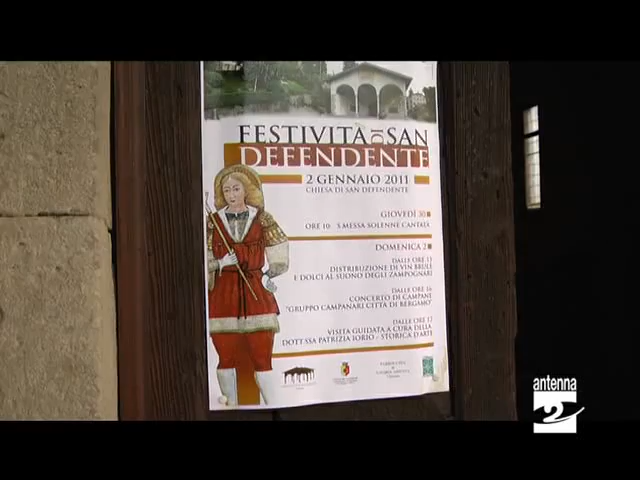 FESTIVITÀ DI SAN
DEFENDENTE
2 GENNAIO 2011
CHIESA DI SAN DEFENDENTE
GIOVEDÌ 30
ORE 10: S.MESSA SOLENNE CANTATA
DOMENICA 2
DALLE ORE 15
DISTRIBUZIONE DI VIN BRULÈ
E DOLCI AL SUONO DEGLI ZAMPOGNARI
DALLE ORE 16
CONCERTO DI CAMPANE
"GRUPPO CAMPANARI CITTÀ DI BERGAMO"
DALLE ORE 17
VISITA GUIDATA A CURA DELLA
DOTT.SSA PATRIZIA IORIO - STORICA D'ARTE
antenna
2